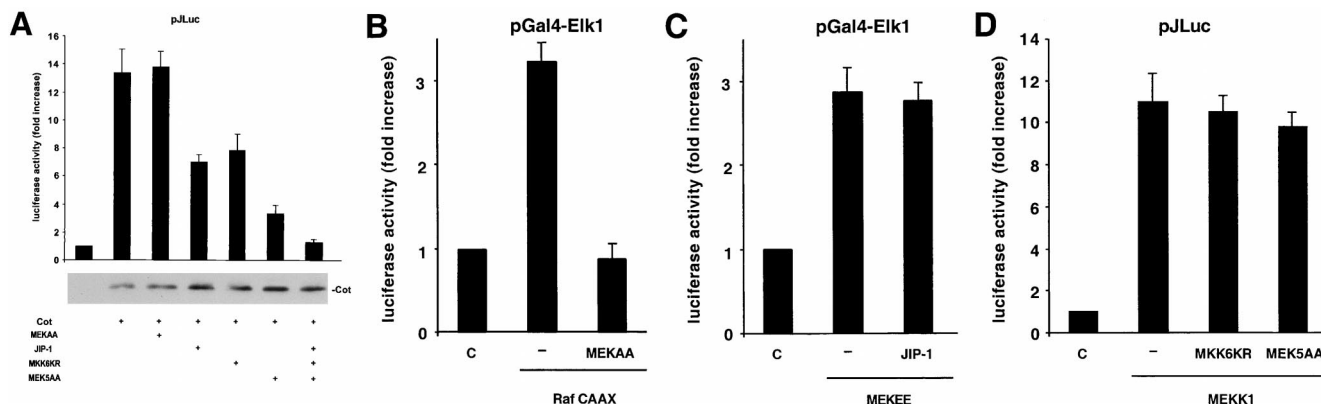 A
pJLuc
luciferase activity (fold increase)
16
14
12
10
8
6
4
2
0
-Cot
Cot + + + + + +
MEKAA +
JIP-1 + +
MKK6KR + +
MEK5AA + +
B
pGal4-Elk1
luciferase activity (fold increase)
3
2
1
0
C – MEKAA
Raf CAAX
C
pGal4-Elk1
luciferase activity (fold increase)
3
2
1
0
C – JIP-1
MEKEE
D
pJLuc
luciferase activity (fold increase)
14
12
10
8
6
4
2
0
C – MKK6KR MEK5AA
MEKK1